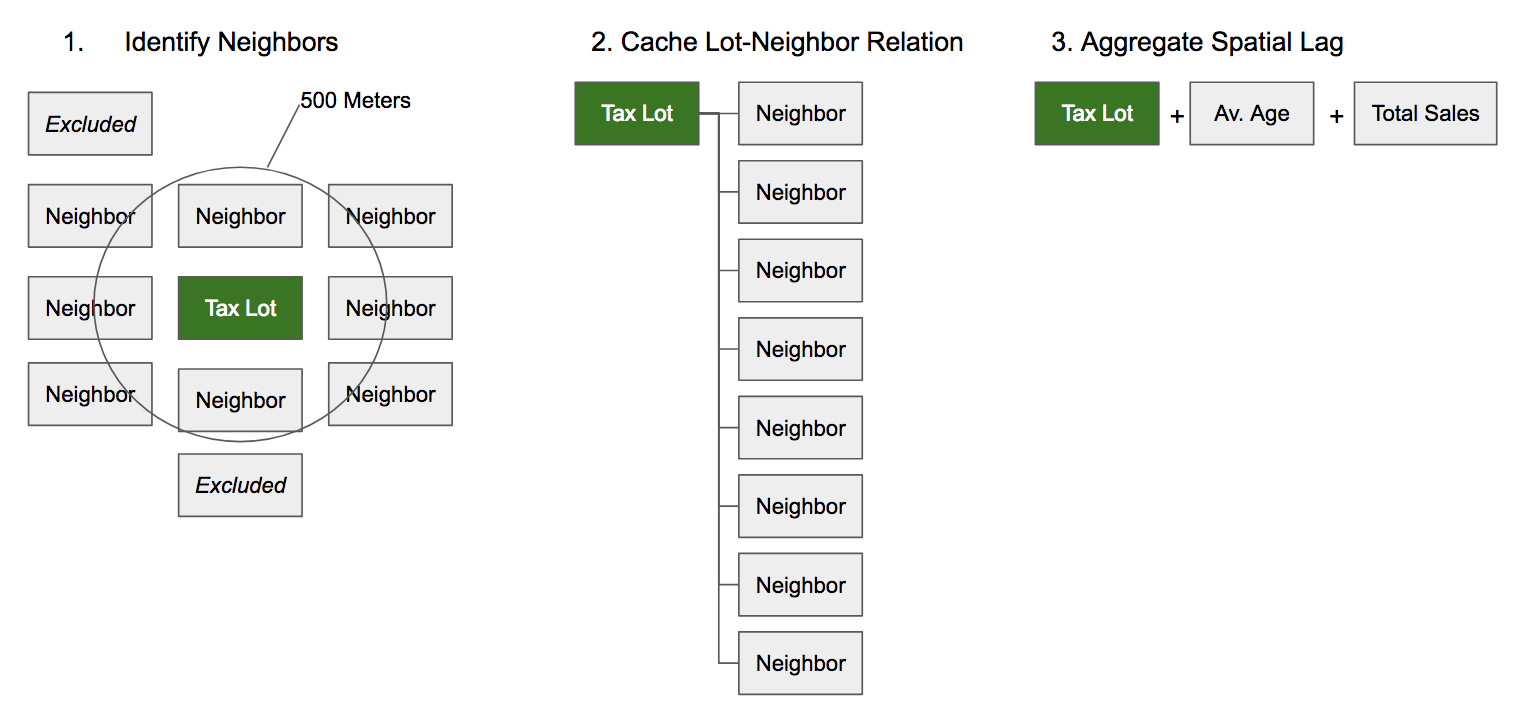 1. Identify Neighbors
500 Meters
Excluded
Neighbor Neighbor Neighbor
Neighbor Tax Lot Neighbor
Neighbor Neighbor Neighbor
Excluded
2. Cache Lot-Neighbor Relation
Tax Lot Neighbor
Neighbor
Neighbor
Neighbor
Neighbor
Neighbor
Neighbor
Neighbor
3. Aggregate Spatial Lag
Tax Lot + Av. Age + Total Sales